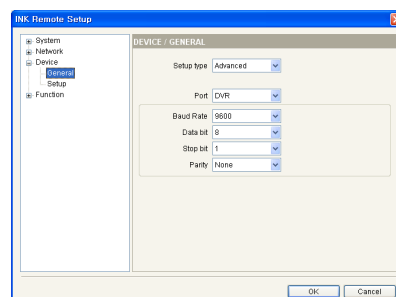 INK Remote Setup
System
Network
Device
General
Setup
Function
DEVICE / GENERAL
Setup type Advanced
Port DVR
Baud Rate 9600
Data bit 8
Stop bit 1
Parity None
OK Cancel